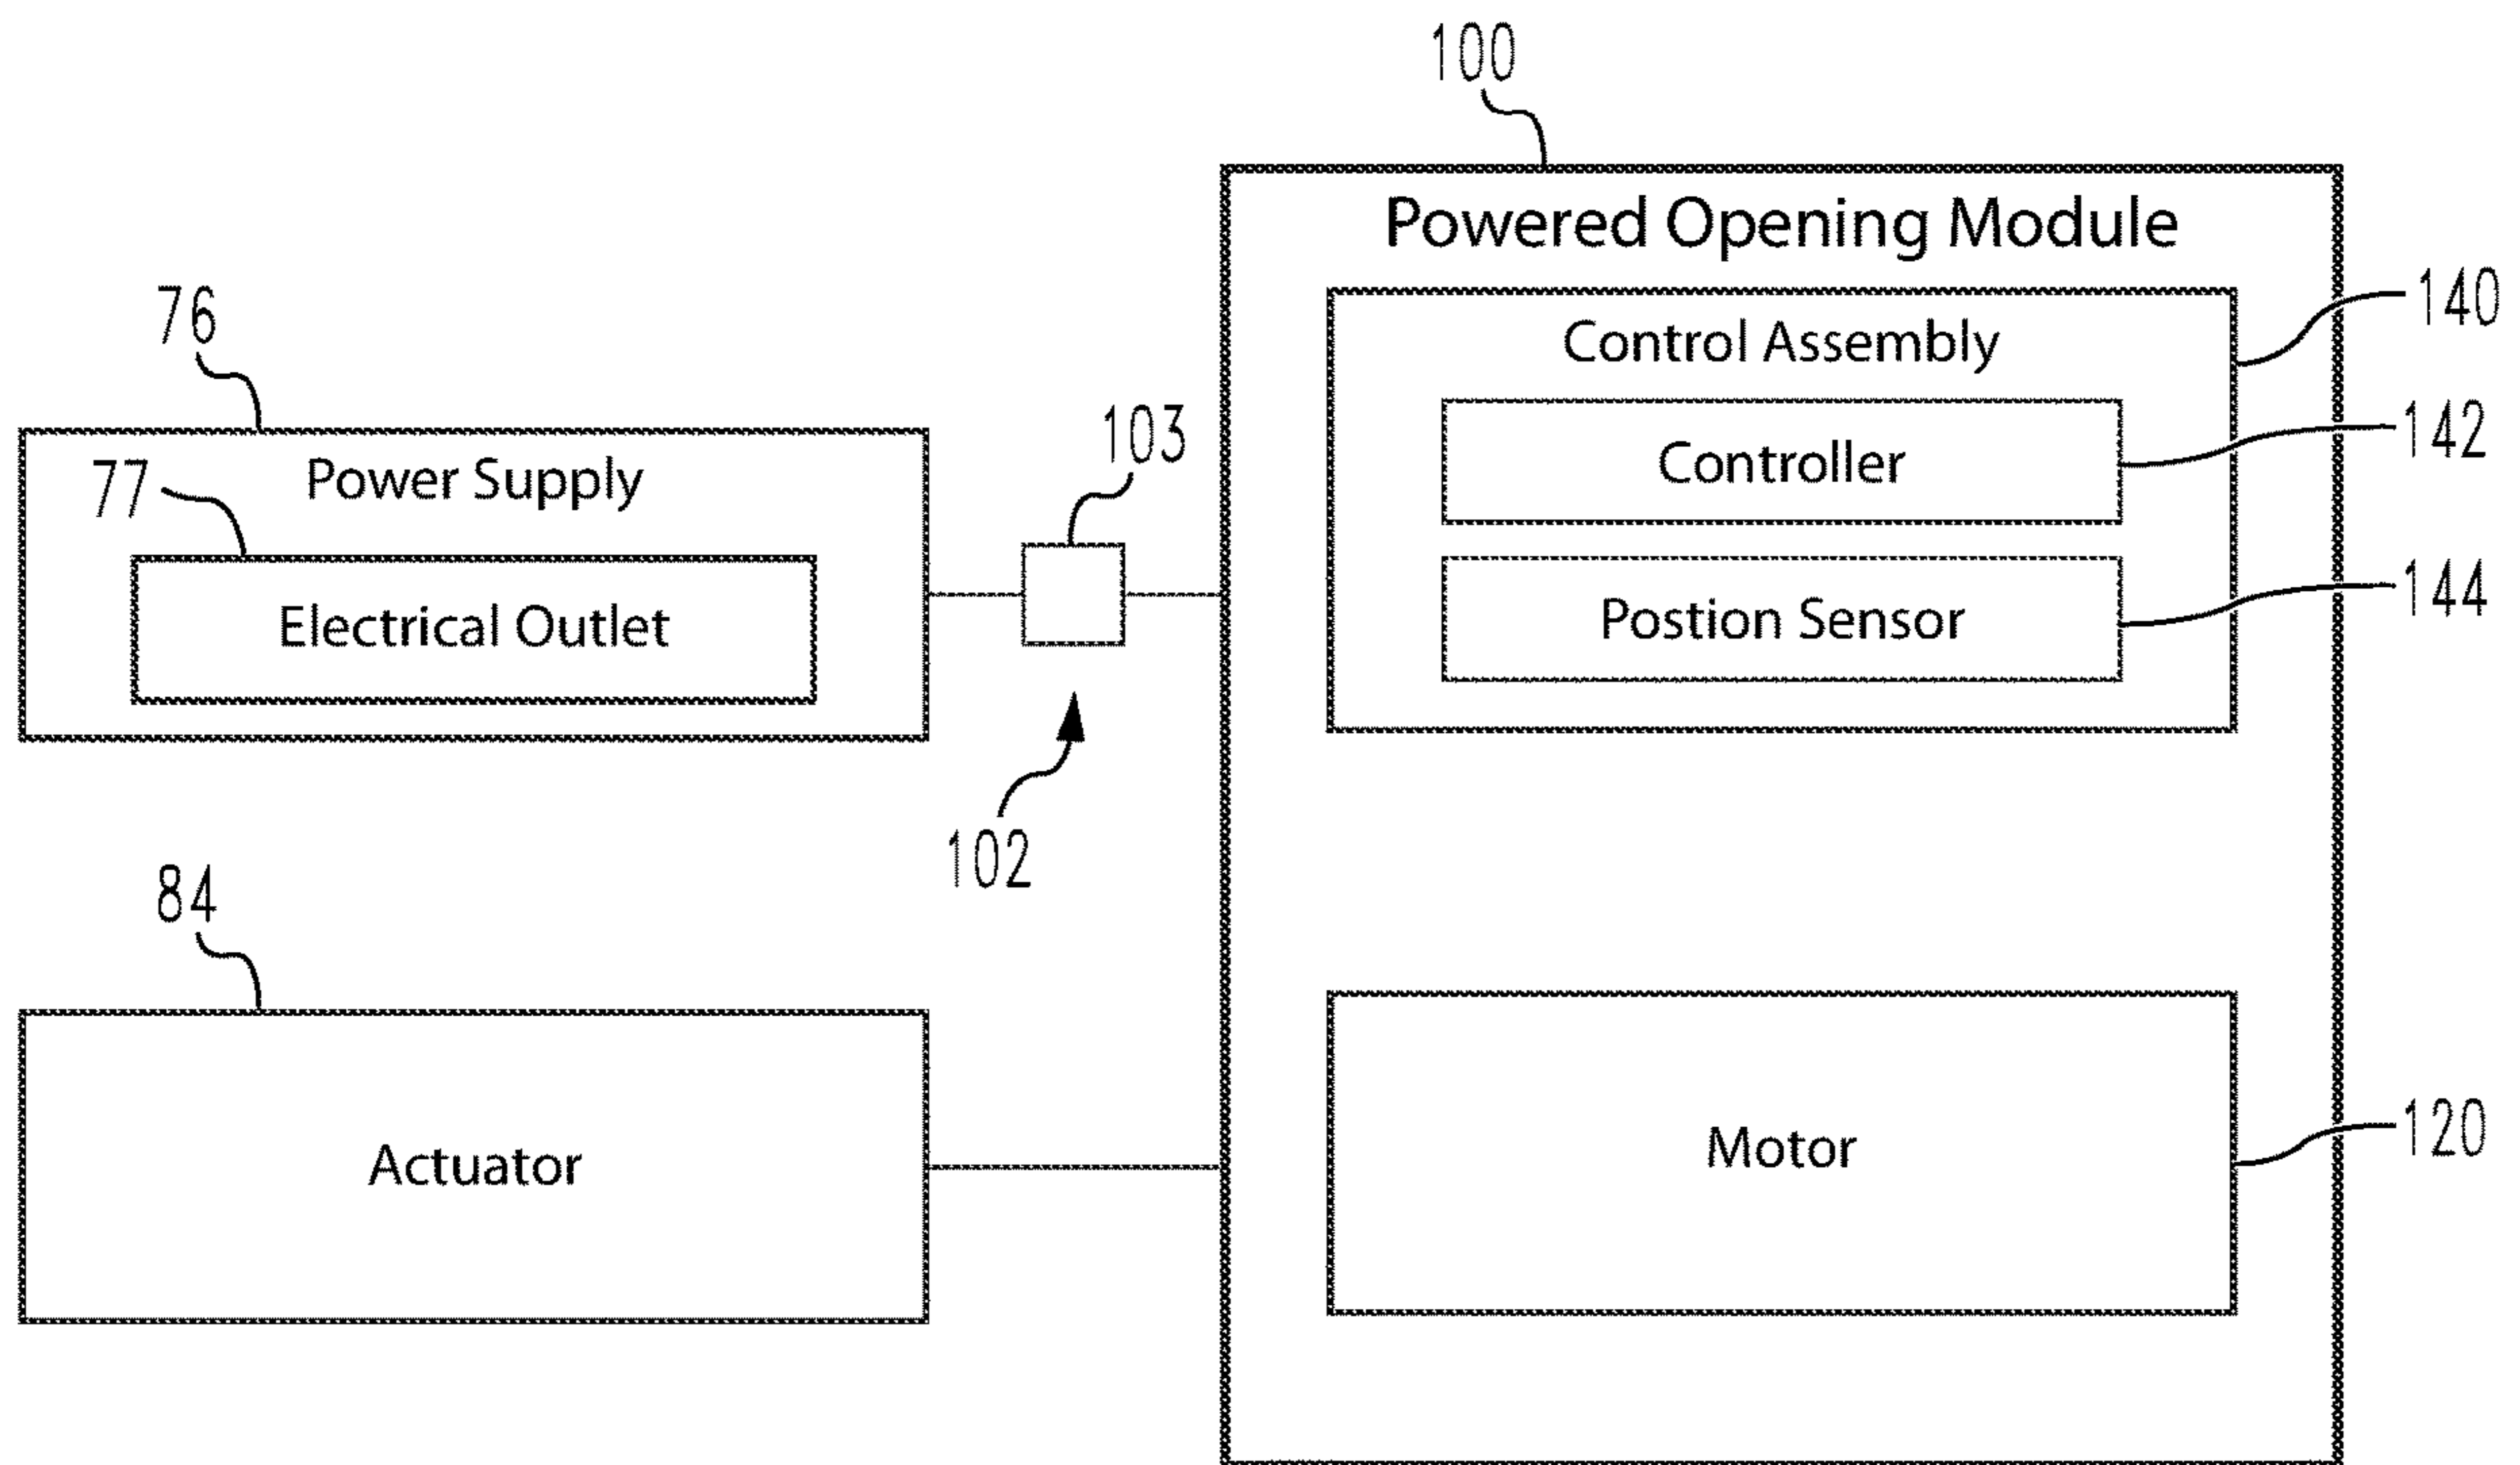 100
Powered Opening Module
140
Control Assembly
76
142
103
Controller
77
Power Supply
144
Electrical Outlet
Postion Sensor
102
84
120
Actuator
Motor